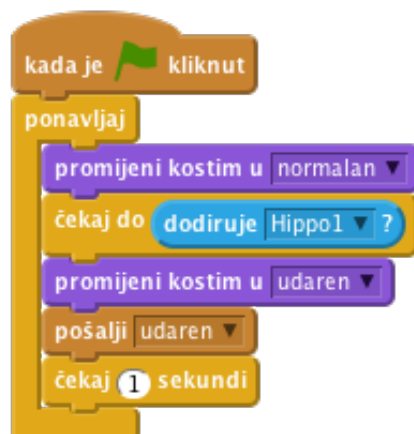 kada je kliknut
ponavljaj
promijeni kostim u normalan
čekaj do dodiruje Hippo1 ?
promijeni kostim u udaren
pošalji udaren
čekaj 1 sekundi